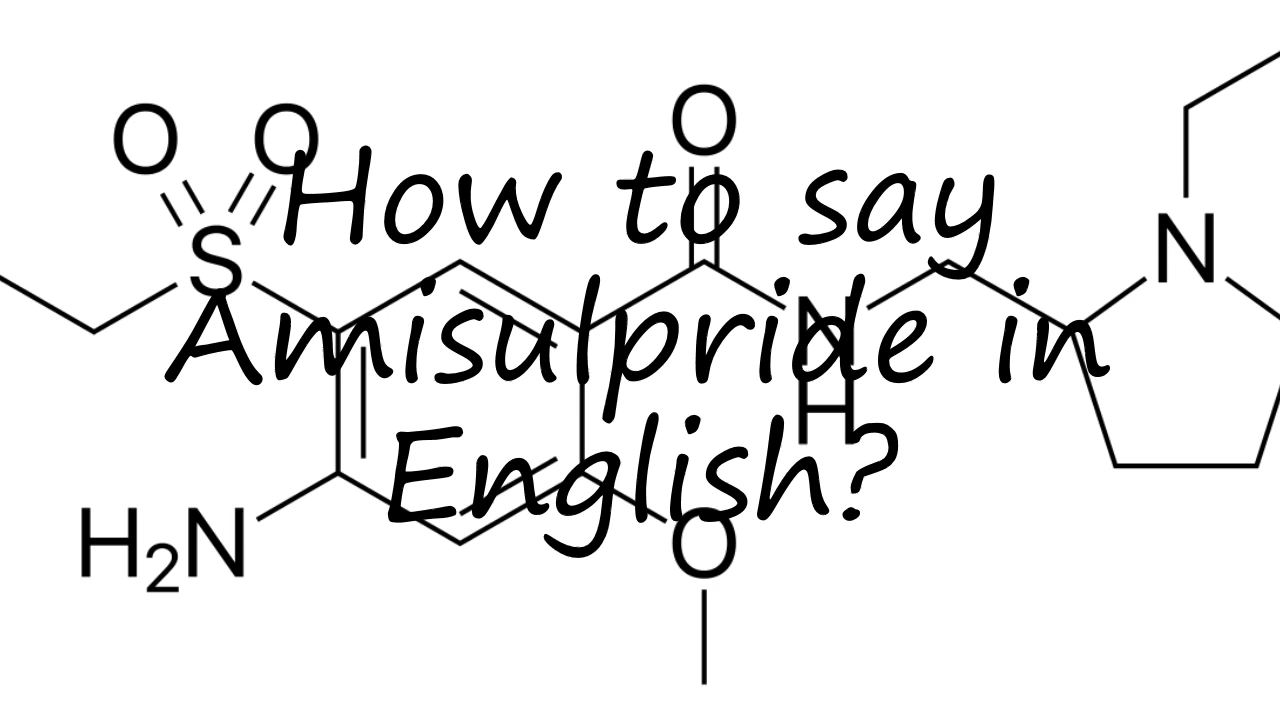 O O O
How to say
S N
Amisulpride in
N
H
English?
H2N O